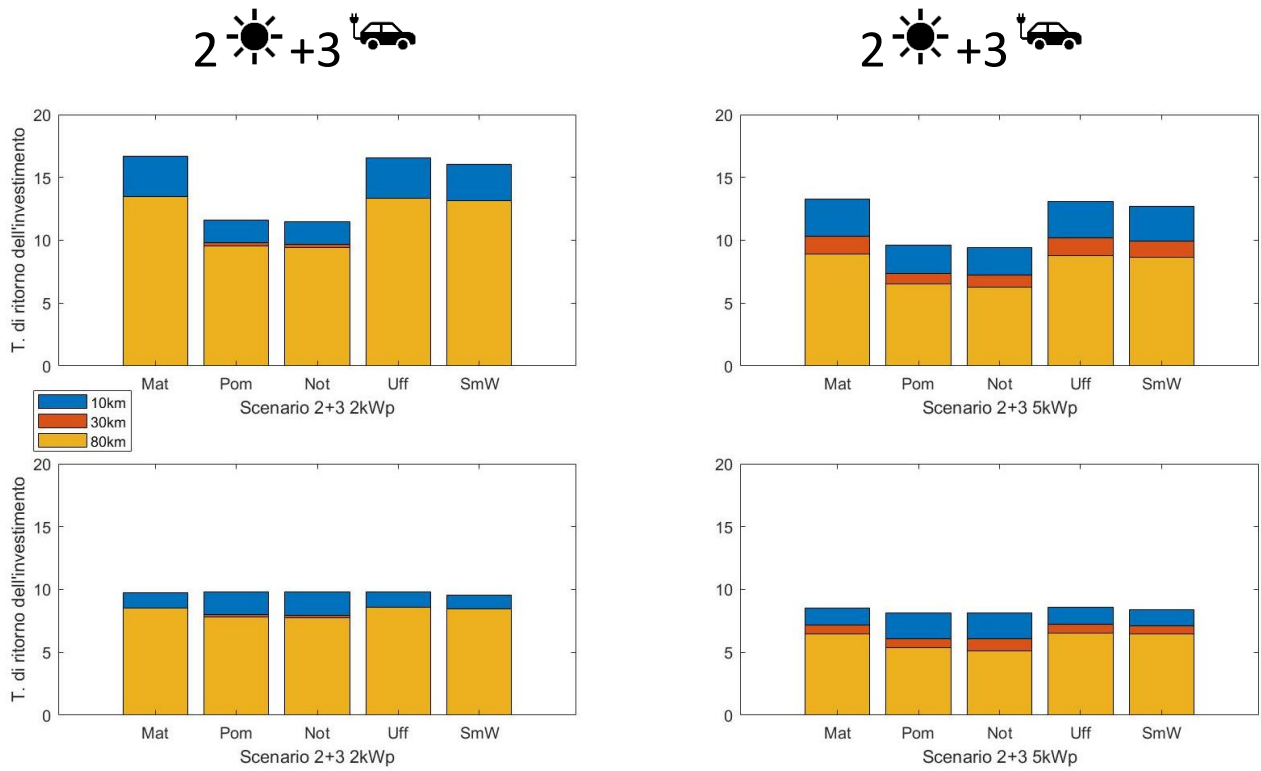 2 +3
2 +3
20
15
10
5
0
T. di ritorno dell'investimento
Mat Pom Not Uff SmW
Scenario 2+3 2kWp
20
15
10
5
0
Mat Pom Not Uff SmW
Scenario 2+3 5kWp
10km
30km
80km
20
15
10
5
0
T. di ritorno dell'investimento
Mat Pom Not Uff SmW
Scenario 2+3 2kWp
20
15
10
5
0
Mat Pom Not Uff SmW
Scenario 2+3 5kWp